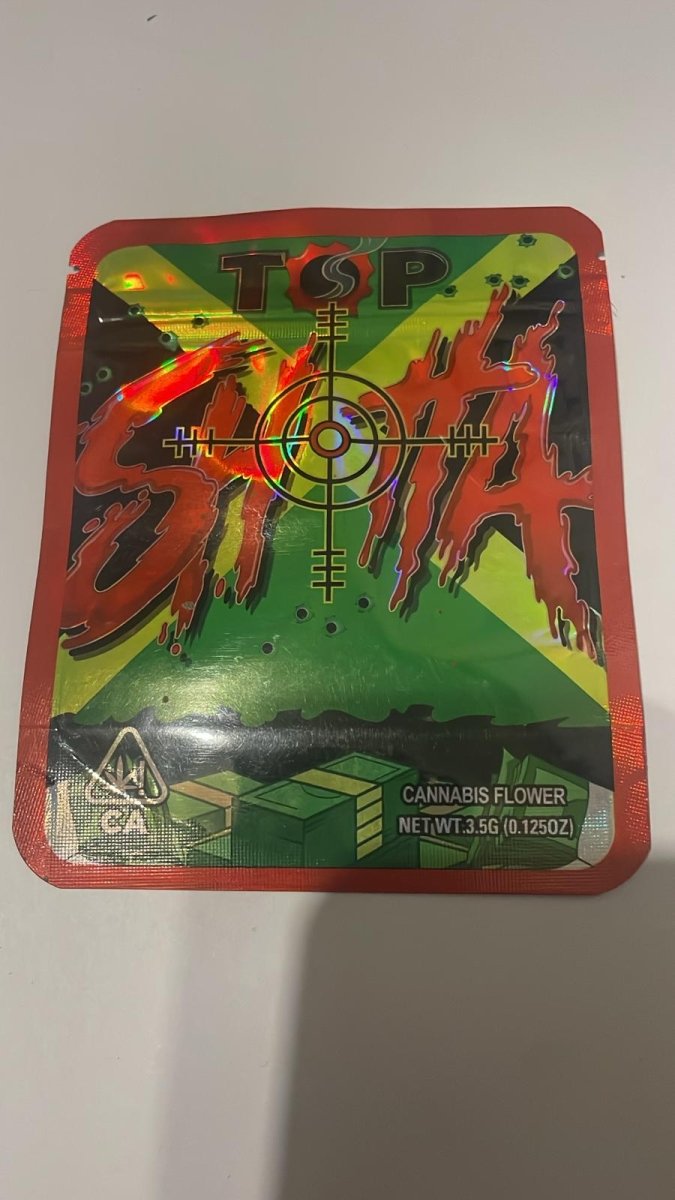 TOP
SHOTTA
CA
CANNABIS FLOWER
NET WT.3.5G (0.125OZ)